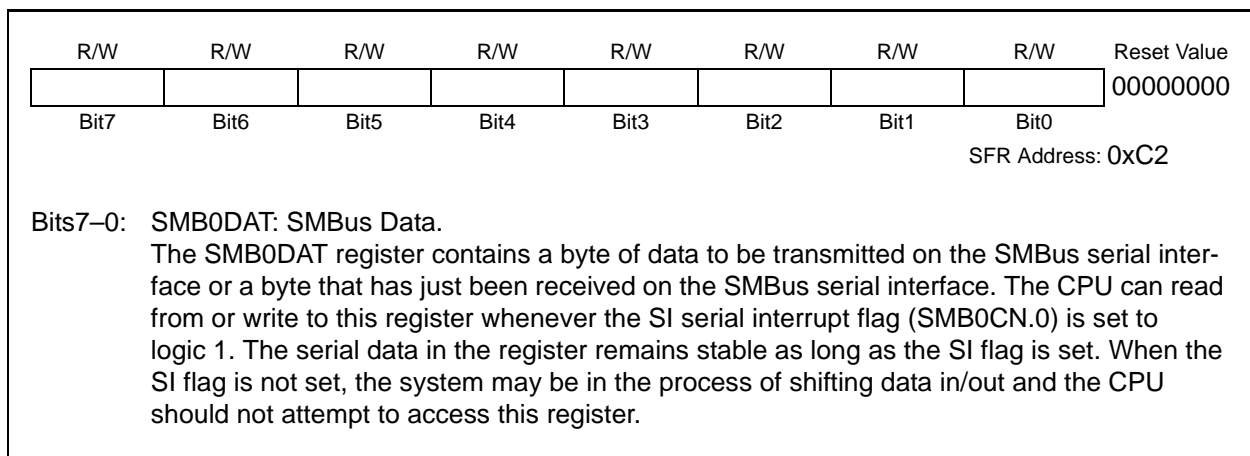 R/W R/W R/W R/W R/W R/W R/W R/W Reset Value
00000000
Bit7 Bit6 Bit5 Bit4 Bit3 Bit2 Bit1 Bit0
SFR Address: 0xC2
Bits7–0: SMB0DAT: SMBus Data.
The SMB0DAT register contains a byte of data to be transmitted on the SMBus serial inter-
face or a byte that has just been received on the SMBus serial interface. The CPU can read
from or write to this register whenever the SI serial interrupt flag (SMB0CN.0) is set to
logic 1. The serial data in the register remains stable as long as the SI flag is set. When the
SI flag is not set, the system may be in the process of shifting data in/out and the CPU
should not attempt to access this register.